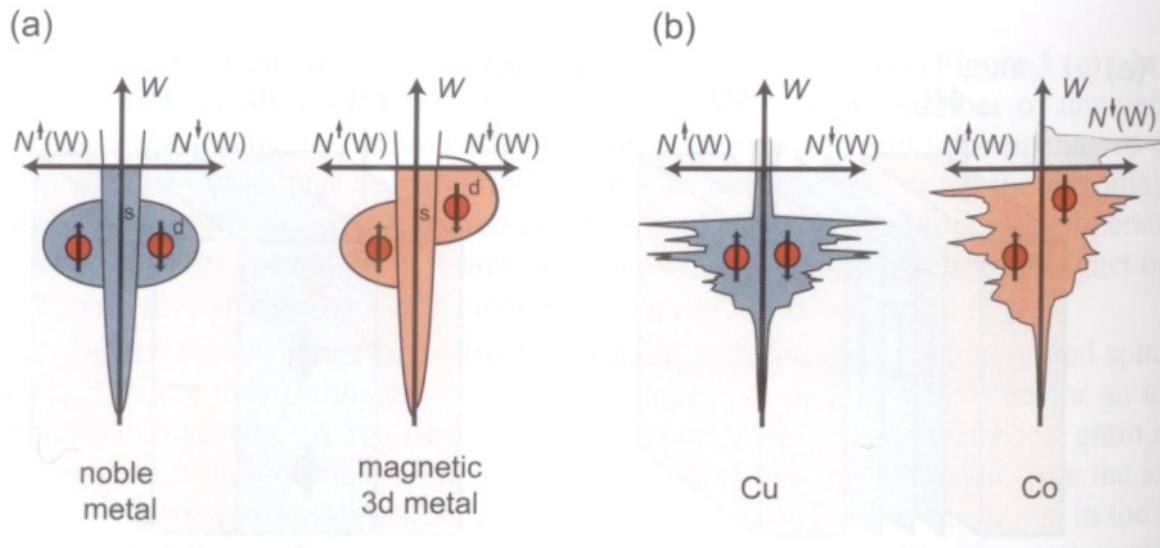 (a)
(b)
W
N↑(W) N↓(W)
s
d
noble
metal
W
N↑(W) N↓(W)
s
d
magnetic
3d metal
W
N↑(W) N↓(W)
Cu
W
N↑(W) N↓(W)
Co